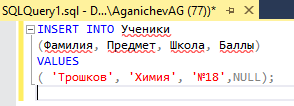 SQLQuery1.sql - D...\AganichevAG (77))*
INSERT INTO Ученики
(Фамилия, Предмет, Школа, Баллы)
VALUES
( 'Трошков', 'Химия', '№18',NULL);